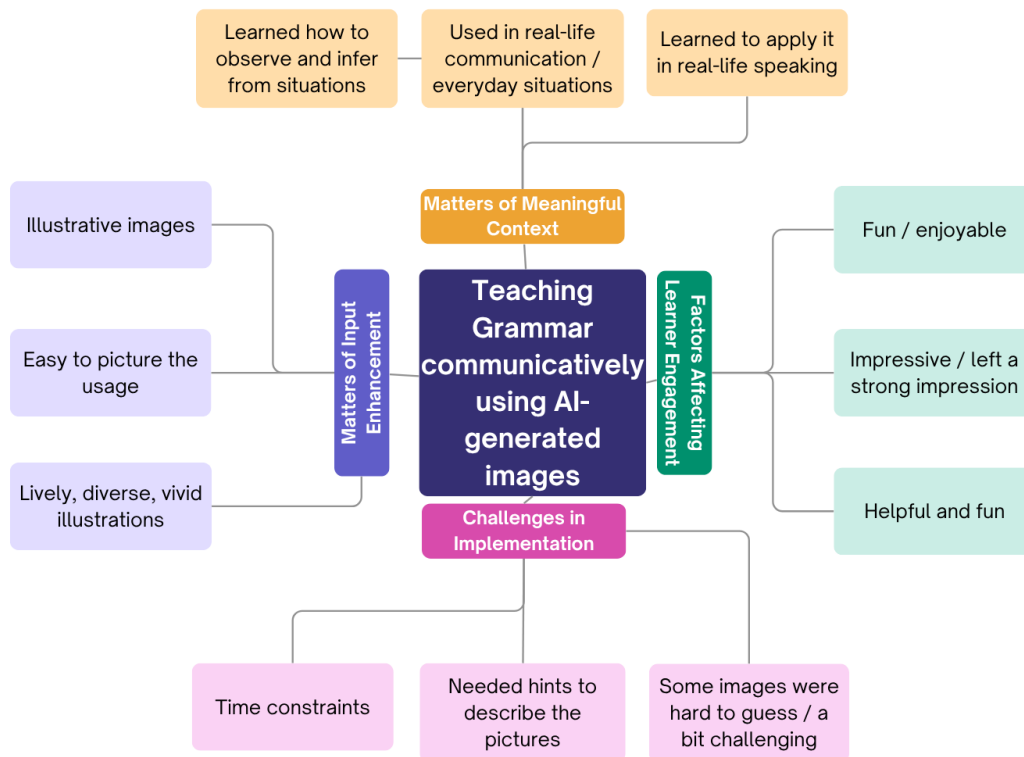 Learned how to
observe and infer
from situations
Used in real-life
communication /
everyday situations
Learned to apply it
in real-life speaking
Matters of Meaningful
Context
Illustrative images
Easy to picture the
usage
Lively, diverse, vivid
illustrations
Matters of Input
Enhancement
Teaching
Grammar
communicatively
using AI-
generated
images
Factors Affecting
Learner Engagement
Fun / enjoyable
Impressive / left a
strong impression
Helpful and fun
Challenges in
Implementation
Time constraints
Needed hints to
describe the
pictures
Some images were
hard to guess / a
bit challenging